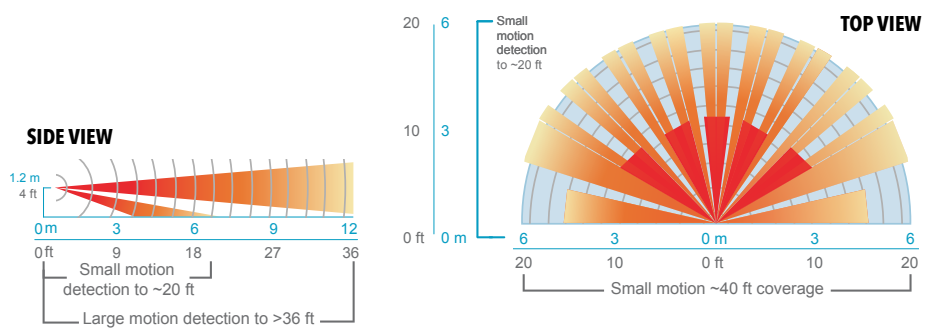 SIDE VIEW
1.2 m
4 ft
0 m 3 6 9 12
0 ft 9 18 27 36
Small motion
detection to ~20 ft
Large motion detection to >36 ft
TOP VIEW
20 6
10 3
0 ft 0 m
Small
motion
detection
to ~20 ft
6 3 0 m 3 6
20 10 0 ft 10 20
Small motion ~40 ft coverage